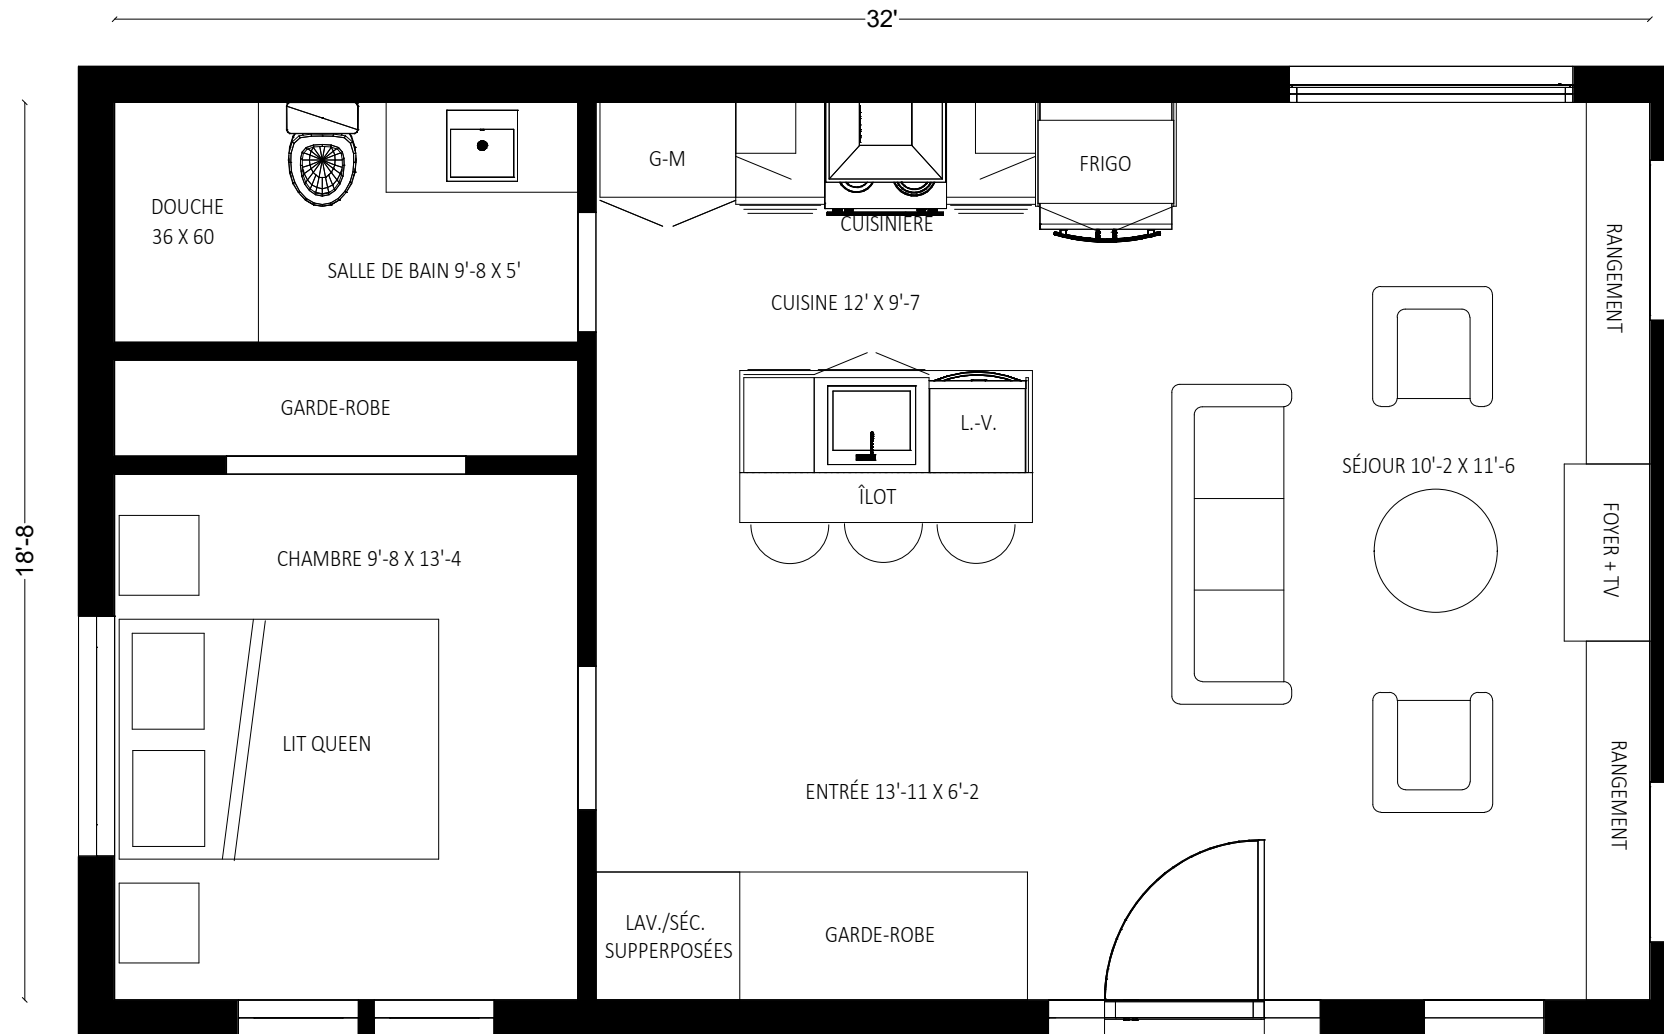 32'
18'-8
G-M
FRIGO
DOUCHE
36 X 60
CUISINIERE
SALLE DE BAIN 9'-8 X 5'
RANGEMENT
CUISINE 12' X 9'-7
GARDE-ROBE
L.-V.
SÉJOUR 10'-2 X 11'-6
ÎLOT
FOYER + TV
CHAMBRE 9'-8 X 13'-4
LIT QUEEN
ENTRÉE 13'-11 X 6'-2
RANGEMENT
LAV./SÉC.
SUPPERPOSÉES
GARDE-ROBE